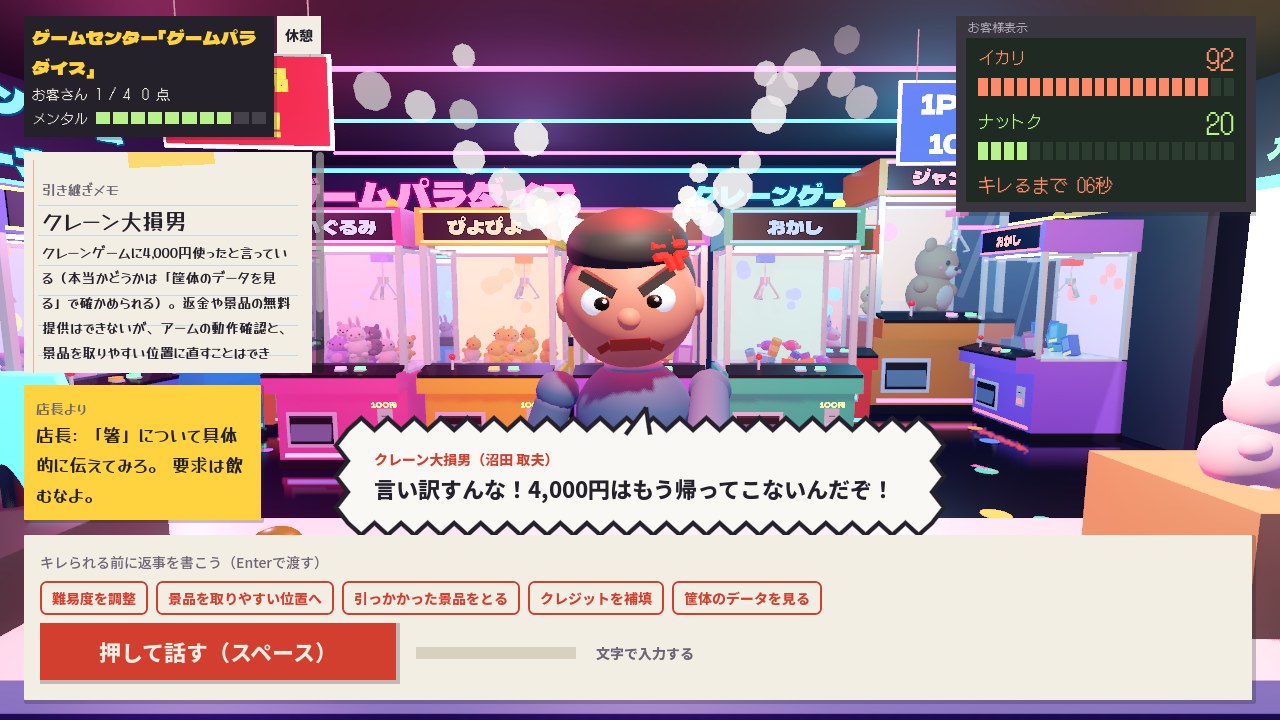 ゲームセンター「ゲームパラ
ダイス」
お客さん 1/4 0点
メンタル
休憩
引き継ぎメモ
クレーン大損男
クレーンゲームに4,000円使ったと言ってい
る（本当かどうかは「筐体のデータを見
る」で確かめられる）。返金や景品の無料
提供はできないが、アームの動作確認と、
景品を取りやすい位置に直すことはでき
店長より
店長：「箸」について具体
的に伝えてみろ。 要求は飲
むなよ。
お客様表示
イカリ 92
ナットク 20
キレるまで 06秒
1P
10
ームパラダイス
クレーンゲー
ジャン
ぐるみ
ぴよぴよ
おかし
おかし
100円
100円
クレーン大損男（沼田 取夫）
言い訳すんな！4,000円はもう帰ってこないんだぞ！
キレられる前に返事を書こう（Enterで渡す）
難易度を調整
景品を取りやすい位置へ
引っかかった景品をとる
クレジットを補填
筐体のデータを見る
押して話す（スペース）
文字で入力する